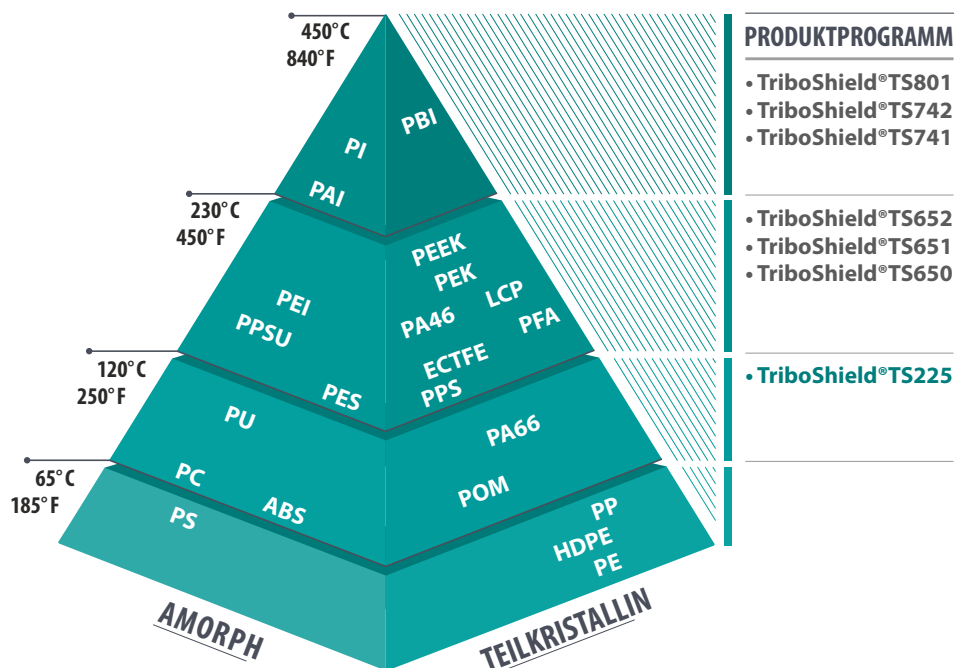 450°C
840°F
PRODUKTPROGRAMM
• TriboShield®TS801
• TriboShield®TS742
• TriboShield®TS741
PBI
PI
PAI
230°C
450°F
• TriboShield®TS652
• TriboShield®TS651
• TriboShield®TS650
PEEK
PEK
LCP
PEI
PA46
PFA
PPSU
ECTFE
PPS
PES
120°C
250°F
• TriboShield®TS225
PU
PA66
PC
POM
ABS
65°C
185°F
PS
PP
HDPE
PE
AMORPH
TEILKRISTALLIN